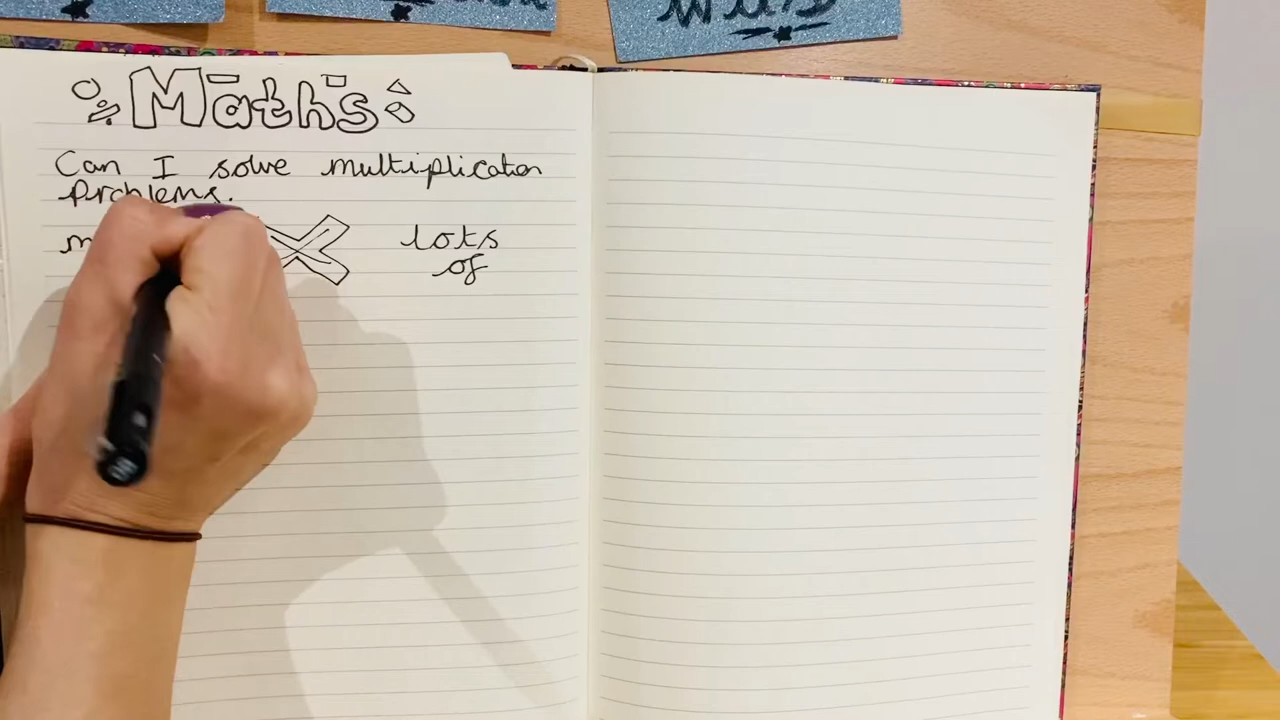 Maths
Can I solve multiplication
Problems.
lots
of